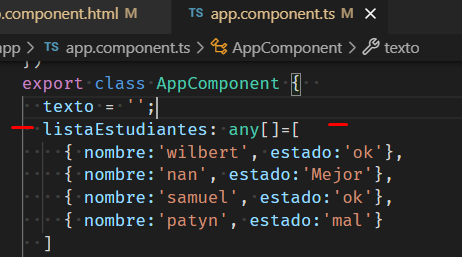 .component.html M
TS app.component.ts M X
app > TS app.component.ts > AppComponent > texto
})
export class AppComponent {
texto = '';
listaEstudiantes: any[]=[
{ nombre:'wilbert', estado:'ok'},
{ nombre:'nan', estado:'Mejor'},
{ nombre:'samuel', estado:'ok'},
{ nombre:'patyn', estado:'mal'}
]